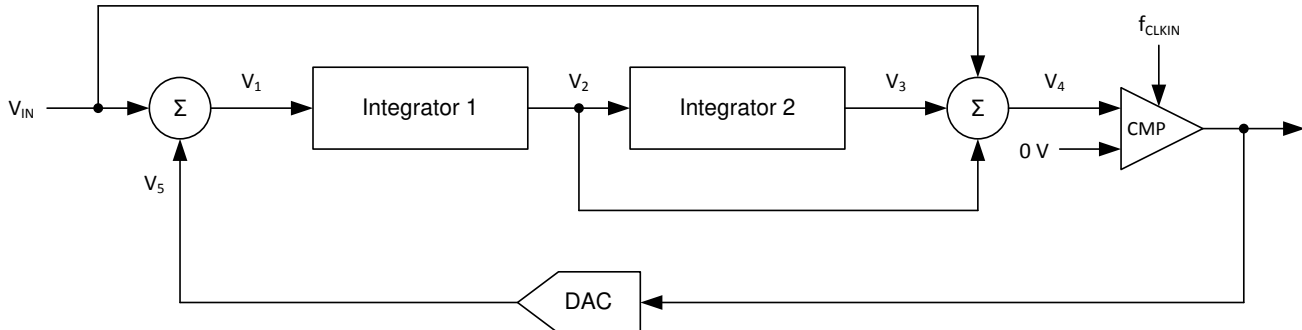 f_CLKIN
V_IN
Σ
V_1
Integrator 1
V_2
Integrator 2
V_3
Σ
V_4
CMP
0 V
V_5
DAC